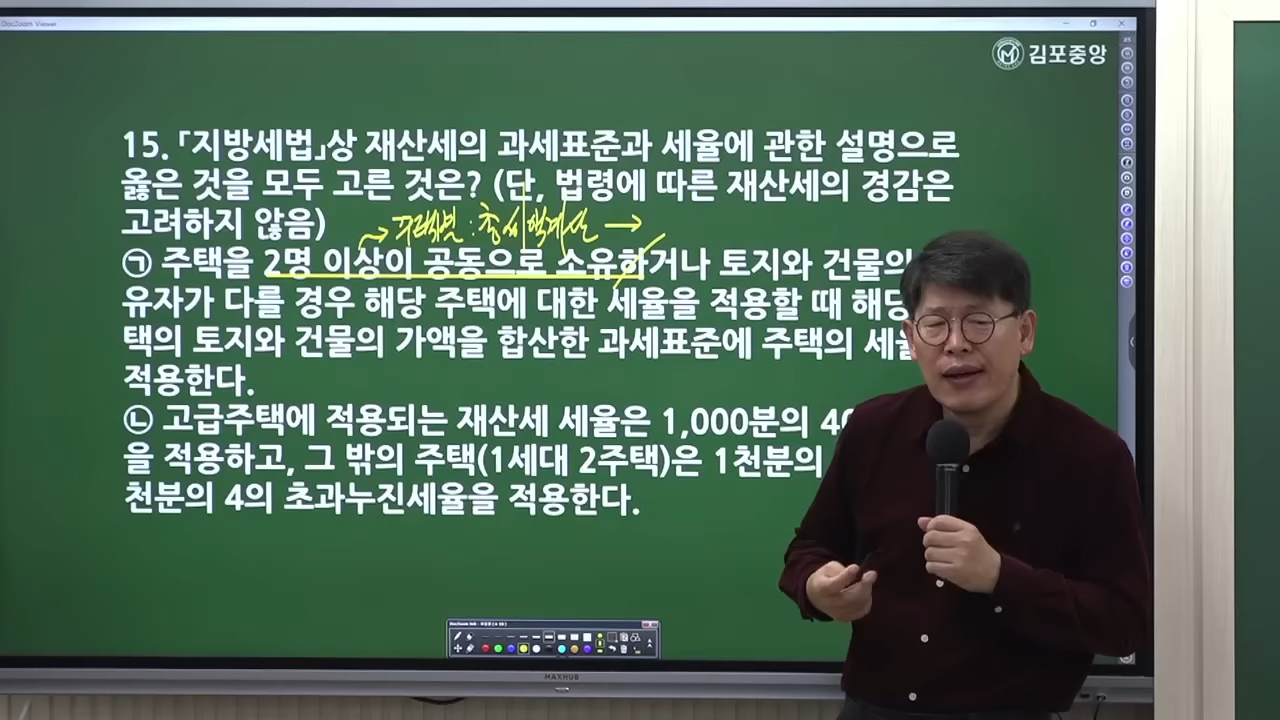 DocZoom Viewer
김포중앙
15. 「지방세법」상 재산세의 과세표준과 세율에 관한 설명으로
옳은 것을 모두 고른 것은? (단, 법령에 따른 재산세의 경감은
고려하지 않음)
㉠ 주택을 2명 이상이 공동으로 소유하거나 토지와 건물의
유자가 다를 경우 해당 주택에 대한 세율을 적용할 때 해당
택의 토지와 건물의 가액을 합산한 과세표준에 주택의 세율
적용한다.
㉡ 고급주택에 적용되는 재산세 세율은 1,000분의
을 적용하고, 그 밖의 주택(1세대 2주택)은 1천분의
천분의 4의 초과누진세율을 적용한다.
MAXHUB